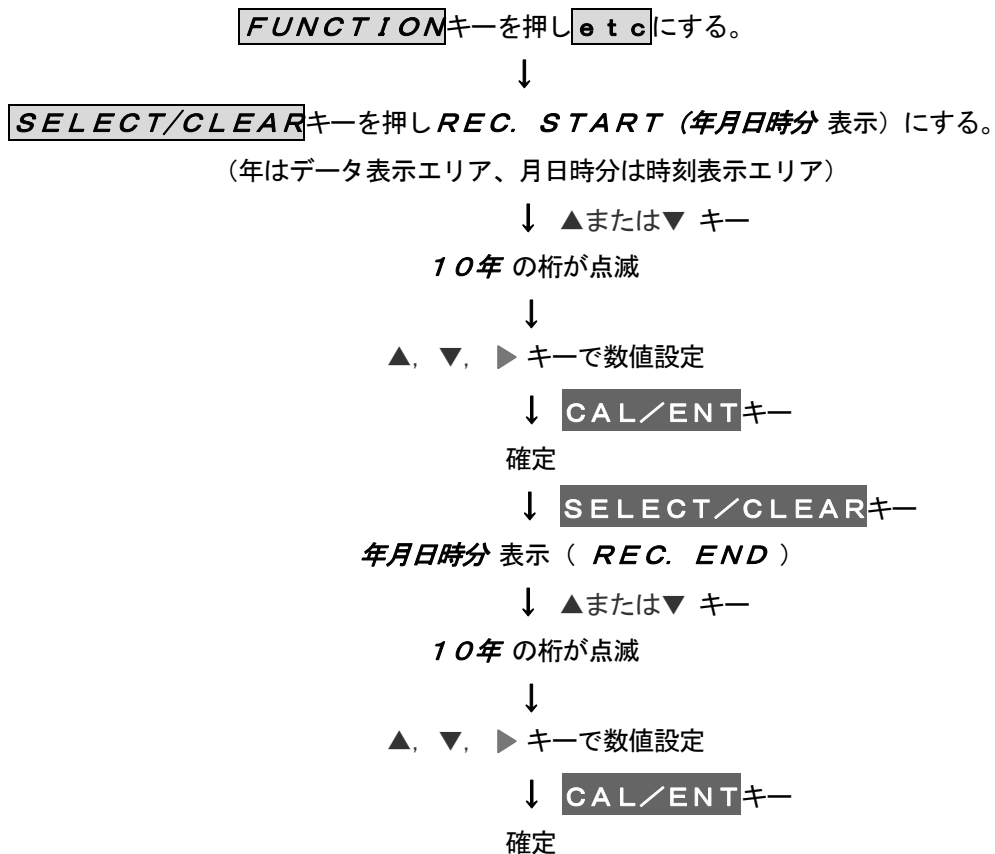 ＦＵＮＣＴＩＯＮキーを押しｅｔｃにする。
↓
ＳＥＬＥＣＴ/ＣＬＥＡＲキーを押しＲＥＣ．ＳＴＡＲＴ（年月日時分 表示）にする。
（年はデータ表示エリア、月日時分は時刻表示エリア）
↓ ▲または▼ キー
１０年 の桁が点滅
↓
▲，▼，▶ キーで数値設定
↓ ＣＡＬ／ＥＮＴキー
確定
↓ ＳＥＬＥＣＴ／ＣＬＥＡＲキー
年月日時分 表示（ ＲＥＣ．ＥＮＤ ）
↓ ▲または▼ キー
１０年 の桁が点滅
↓
▲，▼，▶ キーで数値設定
↓ ＣＡＬ／ＥＮＴキー
確定